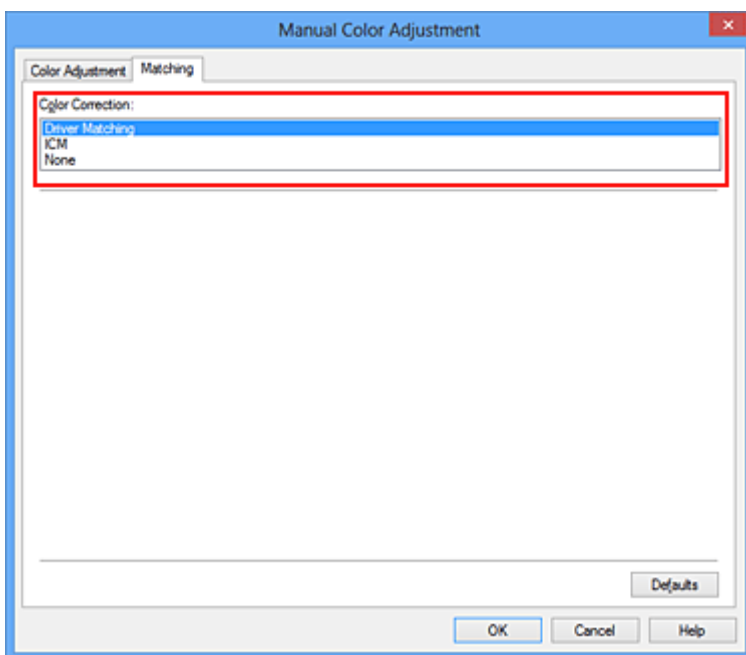 Manual Color Adjustment
Color Adjustment Matching
Color Correction:
Driver Matching
ICM
None
Defaults
OK Cancel Help